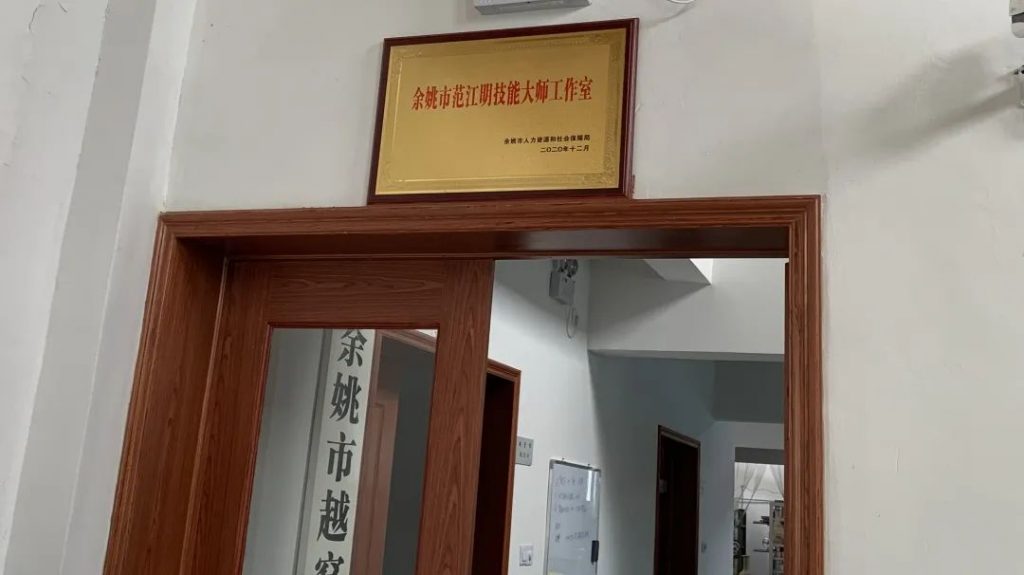 余姚市范江明技能大师工作室
余姚市人力资源和社会保障局
二〇二〇年十二月
余姚市越窑